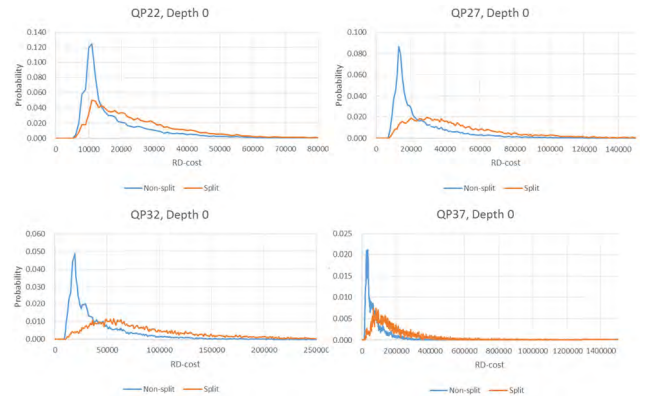 QP22, Depth 0
Probability
0.140
0.120
0.100
0.080
0.060
0.040
0.020
0.000
0 10000 20000 30000 40000 50000 60000 70000 80000
RD-cost
Non-split Split
QP27, Depth 0
Probability
0.100
0.080
0.060
0.040
0.020
0.000
0 20000 40000 60000 80000 100000 120000 140000
RD-cost
Non-split Split
QP32, Depth 0
Probability
0.060
0.050
0.040
0.030
0.020
0.010
0.000
0 50000 100000 150000 200000 25000
RD-cost
Non-split Split
QP37, Depth 0
0.025
0.020
0.015
0.010
0.005
0.000
0 200000 400000 600000 800000 1000000 1200000 1400000
RD-cost
Non-split Split